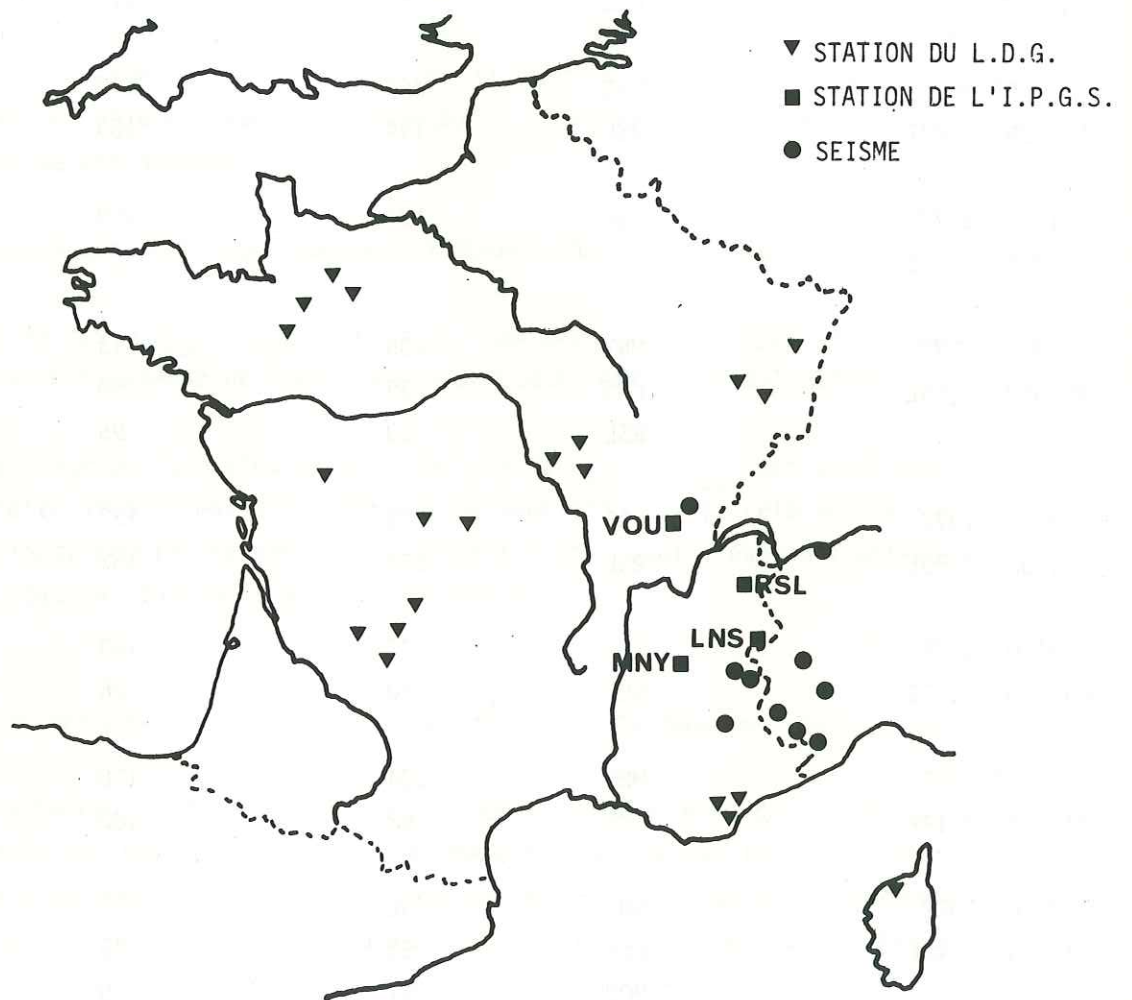 ▼ STATION DU L.D.G.
■ STATION DE L'I.P.G.S.
● SEISME
VOU
RSL
LNS
MNY